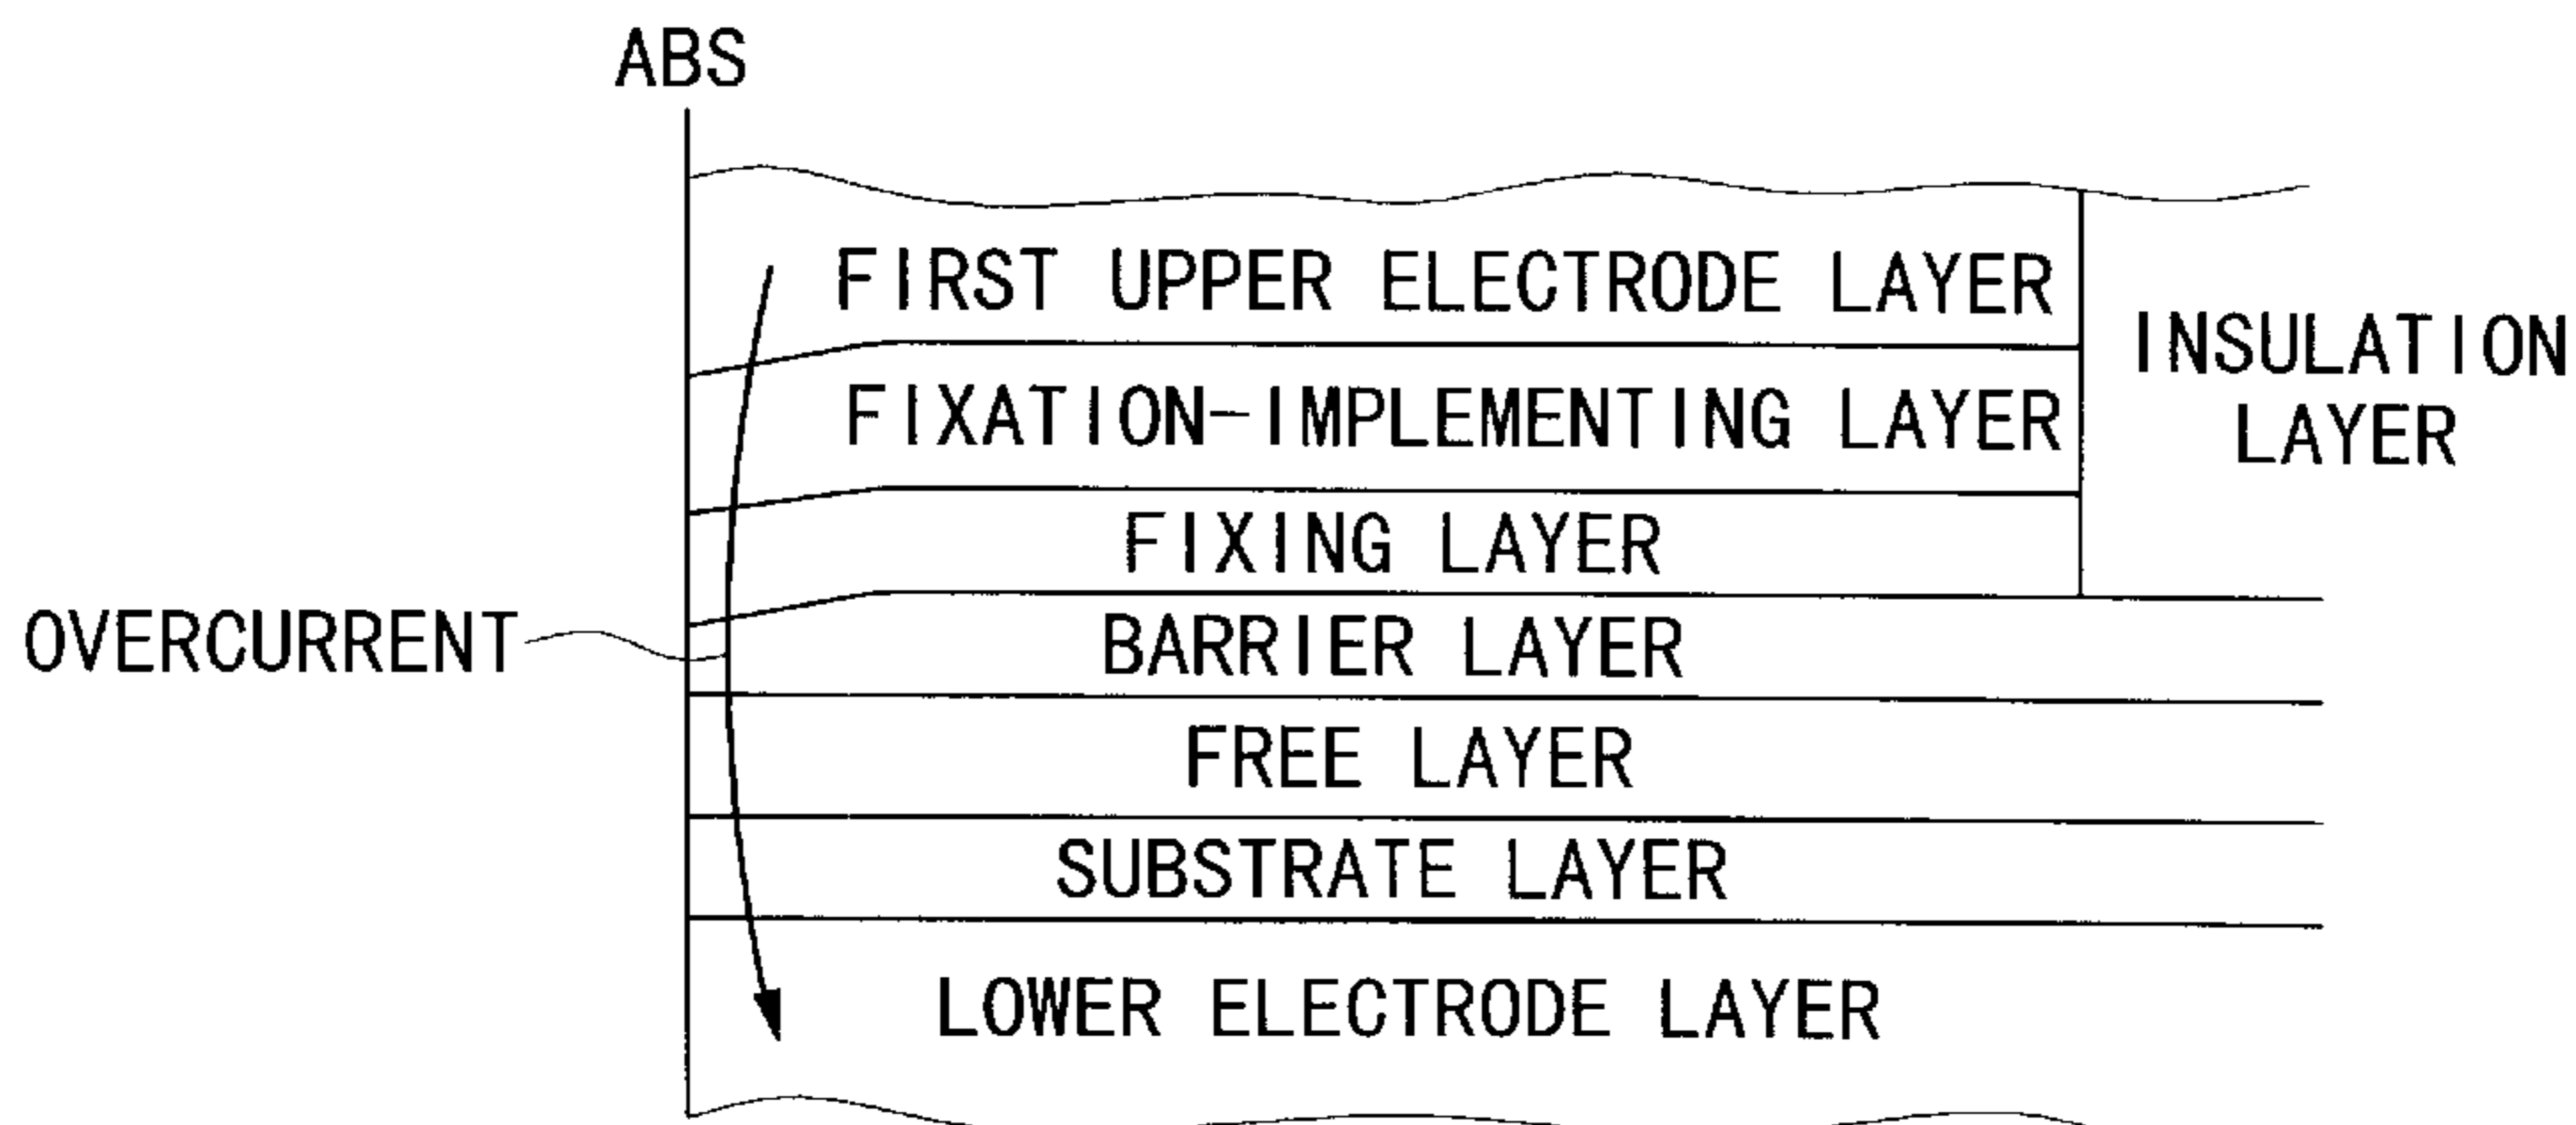 ABS
FIRST UPPER ELECTRODE LAYER
FIXATION-IMPLEMENTING LAYER
INSULATION
LAYER
FIXING LAYER
OVERCURRENT
BARRIER LAYER
FREE LAYER
SUBSTRATE LAYER
LOWER ELECTRODE LAYER